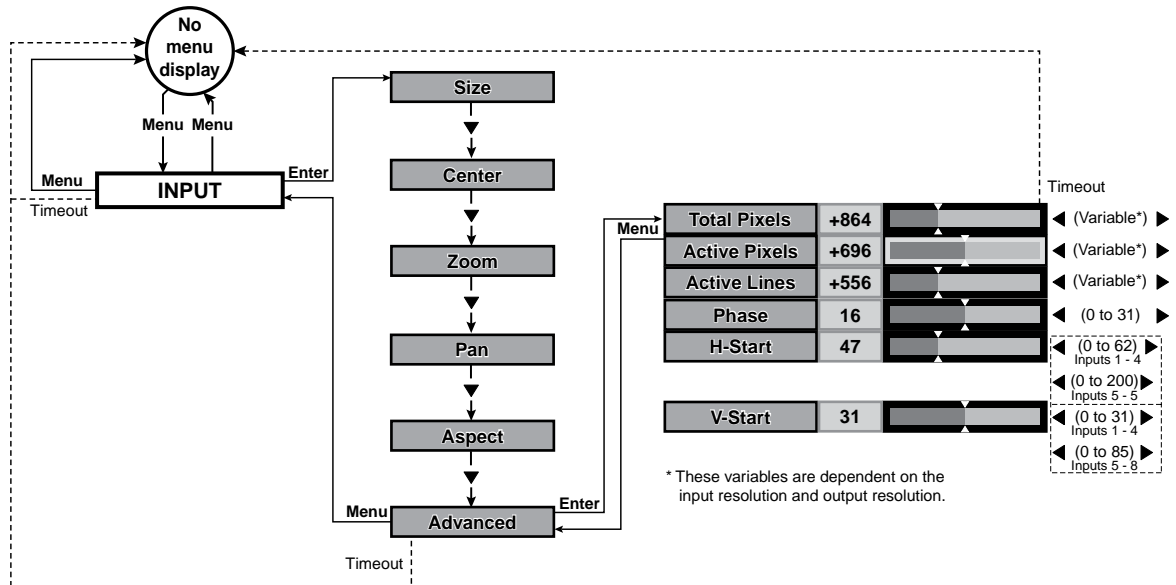 No
menu
display
Menu Menu
Menu
INPUT
Timeout
Enter
Size
Center
Zoom
Pan
Aspect
Menu
Advanced
Enter
Timeout
Timeout
Menu
Total Pixels +864 (Variable*)
Active Pixels +696 (Variable*)
Active Lines +556 (Variable*)
Phase 16 (0 to 31)
H-Start 47 (0 to 62)
Inputs 1 - 4
(0 to 200)
Inputs 5 - 5
V-Start 31 (0 to 31)
Inputs 1 - 4
(0 to 85)
Inputs 5 - 8
* These variables are dependent on the
input resolution and output resolution.